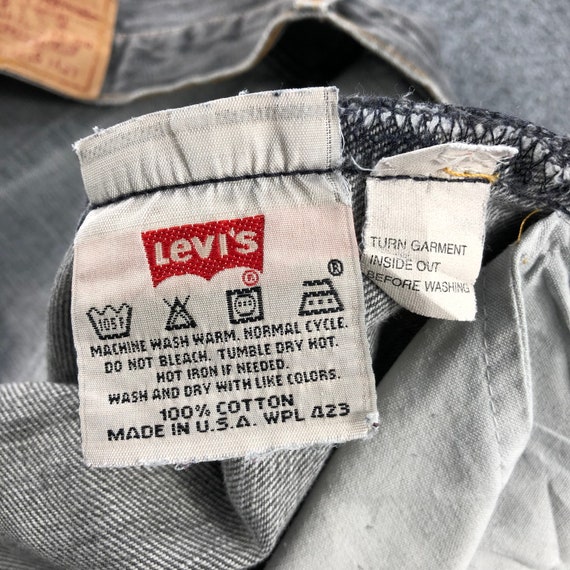 LEVI'S
®
®
105F
MACHINE WASH WARM. NORMAL CYCLE.
DO NOT BLEACH. TUMBLE DRY HOT.
HOT IRON IF NEEDED.
WASH AND DRY WITH LIKE COLORS.
100% COTTON
MADE IN U.S.A. WPL 423
TURN GARMENT
INSIDE OUT
BEFORE WASHING